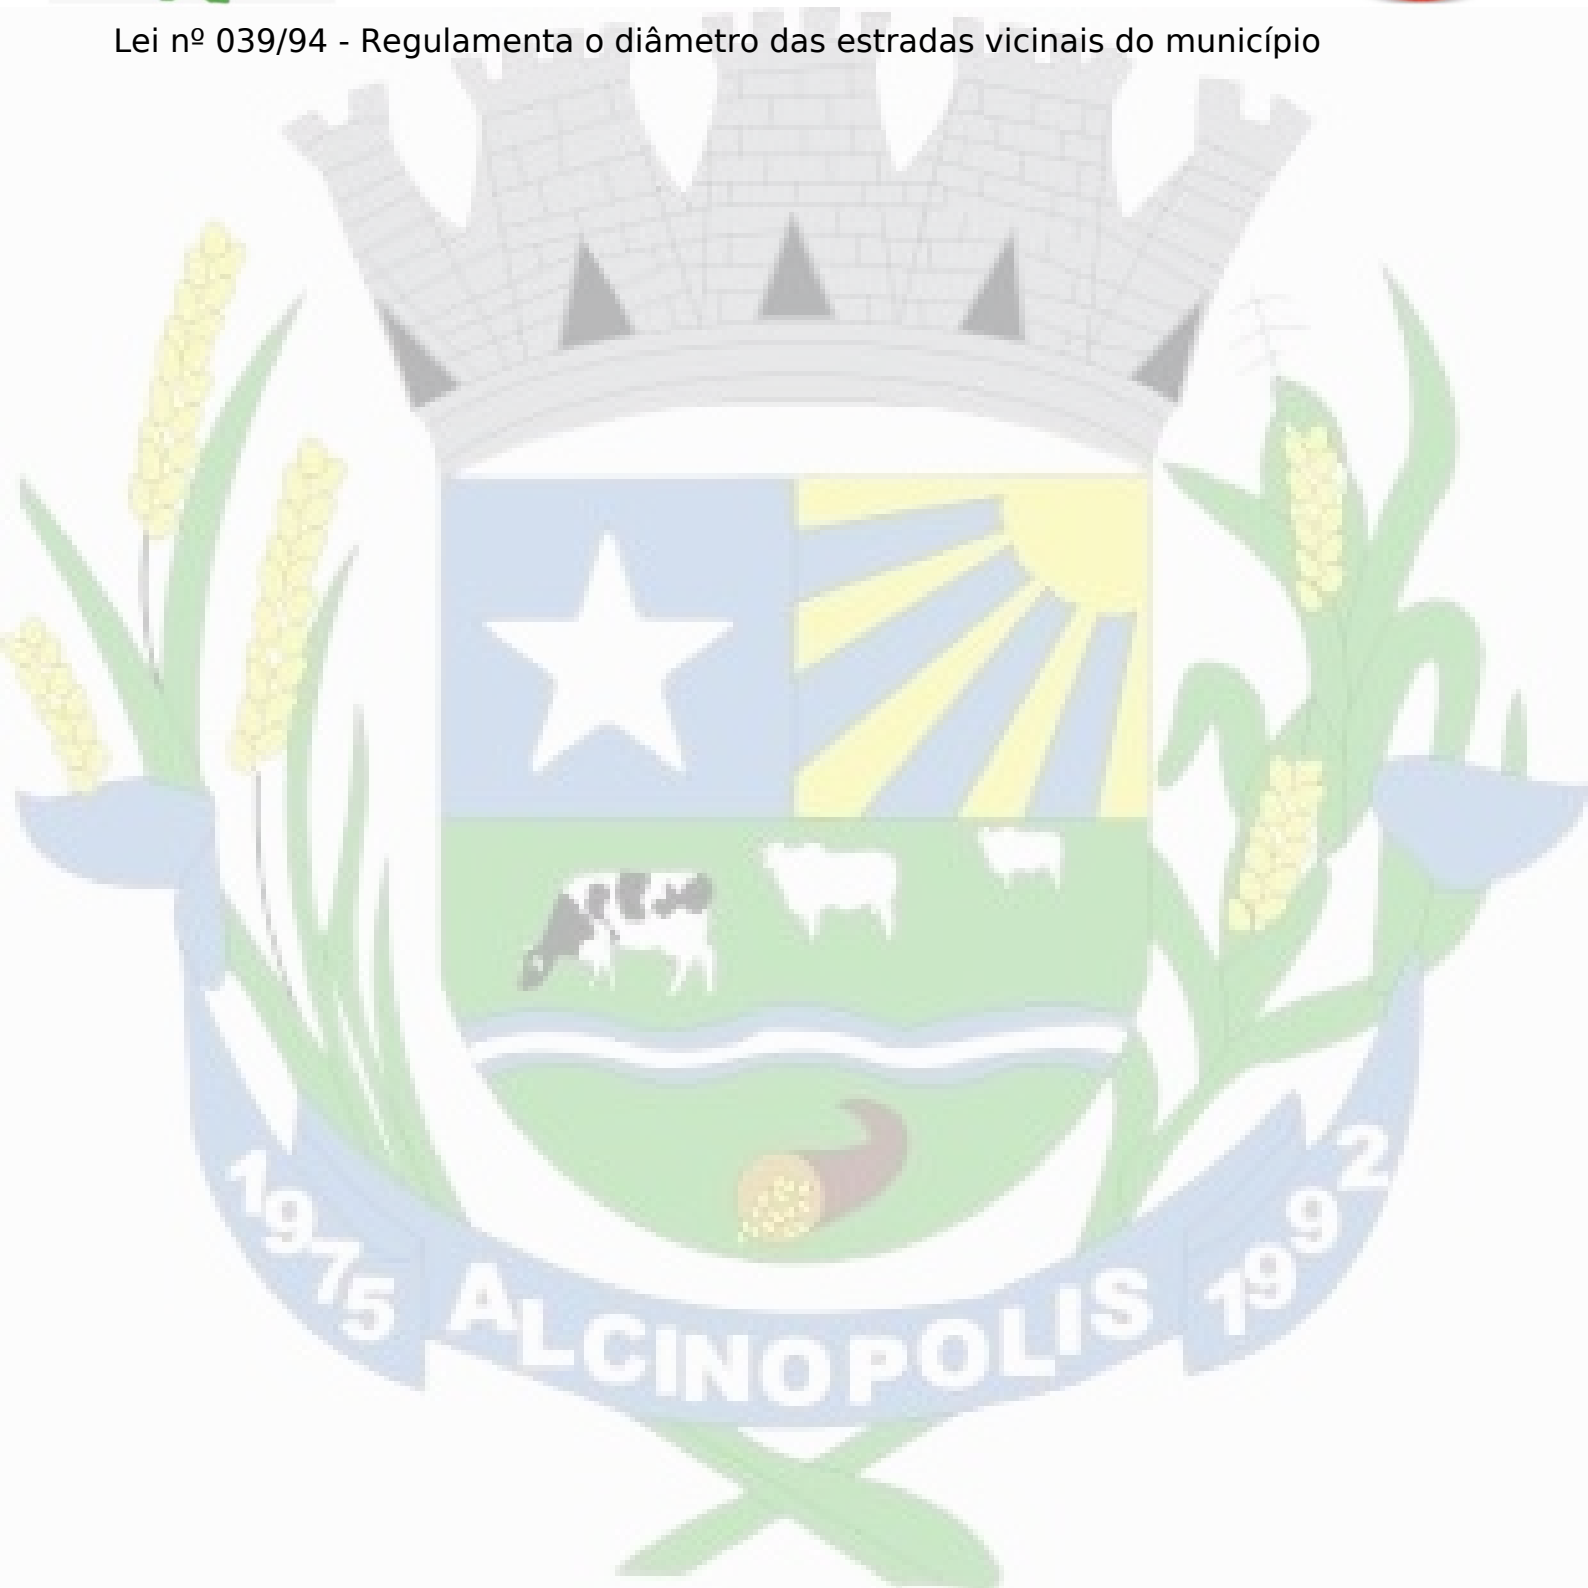 Lei nº 039/94 - Regulamenta o diâmetro das estradas vicinais do município
1975 ALCINOPOLIS 1992